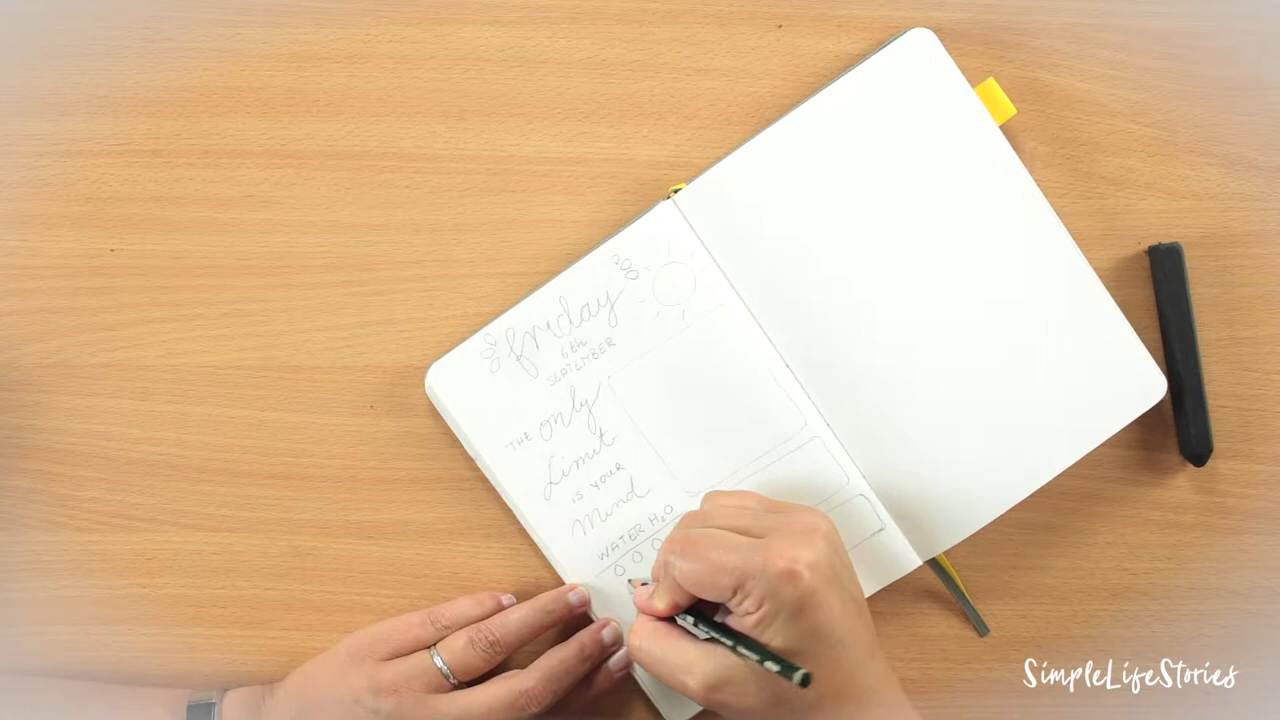 friday
6th
SEPTEMBER
THE only
Limit
is your
Mind
WATER H2O
SimpleLifeStories